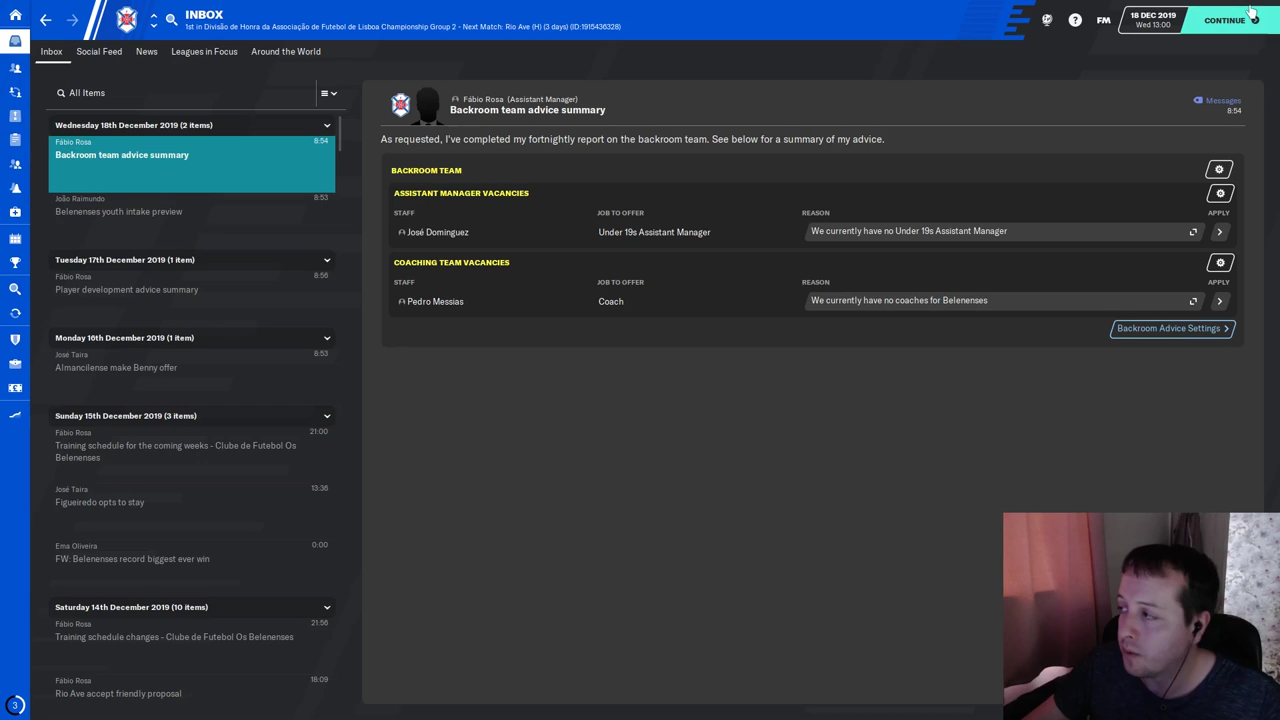 INBOX
1st in Divisão de Honra da Associação de Futebol de Lisboa Championship Group 2 - Next Match: Rio Ave (H) (3 days) (ID:1915436328)
FM
18 DEC 2019
Wed 13:00
CONTINUE
Inbox
Social Feed
News
Leagues in Focus
Around the World
All Items
Wednesday 18th December 2019 (2 items)
Fábio Rosa
8:54
Backroom team advice summary
João Raimundo
8:53
Belenenses youth intake preview
Tuesday 17th December 2019 (1 item)
Fábio Rosa
8:56
Player development advice summary
Monday 16th December 2019 (1 item)
José Taira
8:53
Almancilense make Benny offer
Sunday 15th December 2019 (3 items)
Fábio Rosa
21:00
Training schedule for the coming weeks - Clube de Futebol Os
Belenenses
José Taira
13:36
Figueiredo opts to stay
Ema Oliveira
0:00
FW: Belenenses record biggest ever win
Saturday 14th December 2019 (10 items)
Fábio Rosa
21:56
Training schedule changes - Clube de Futebol Os Belenenses
Fábio Rosa
18:09
Rio Ave accept friendly proposal
3
Fábio Rosa (Assistant Manager)
Backroom team advice summary
Messages
8:54
As requested, I've completed my fortnightly report on the backroom team. See below for a summary of my advice.
BACKROOM TEAM
ASSISTANT MANAGER VACANCIES
STAFF
JOB TO OFFER
REASON
APPLY
José Dominguez
Under 19s Assistant Manager
We currently have no Under 19s Assistant Manager
COACHING TEAM VACANCIES
STAFF
JOB TO OFFER
REASON
APPLY
Pedro Messias
Coach
We currently have no coaches for Belenenses
Backroom Advice Settings